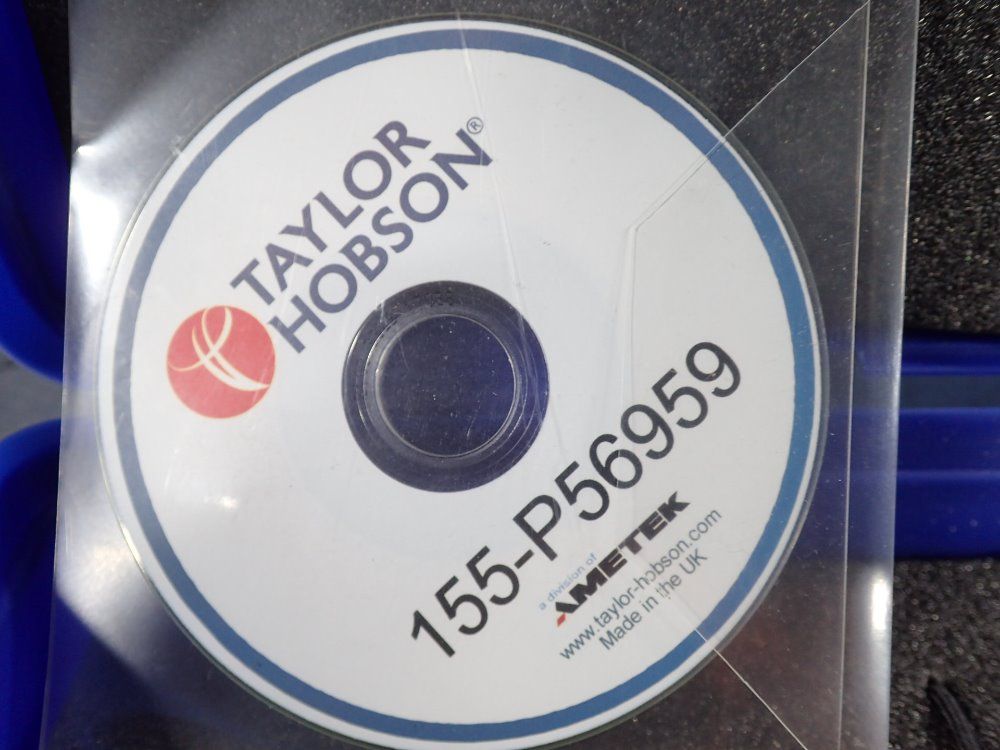 TAYLOR
HOBSON®
155-P56959
a division of
AMETEK
www.taylor-hobson.com
Made in the UK